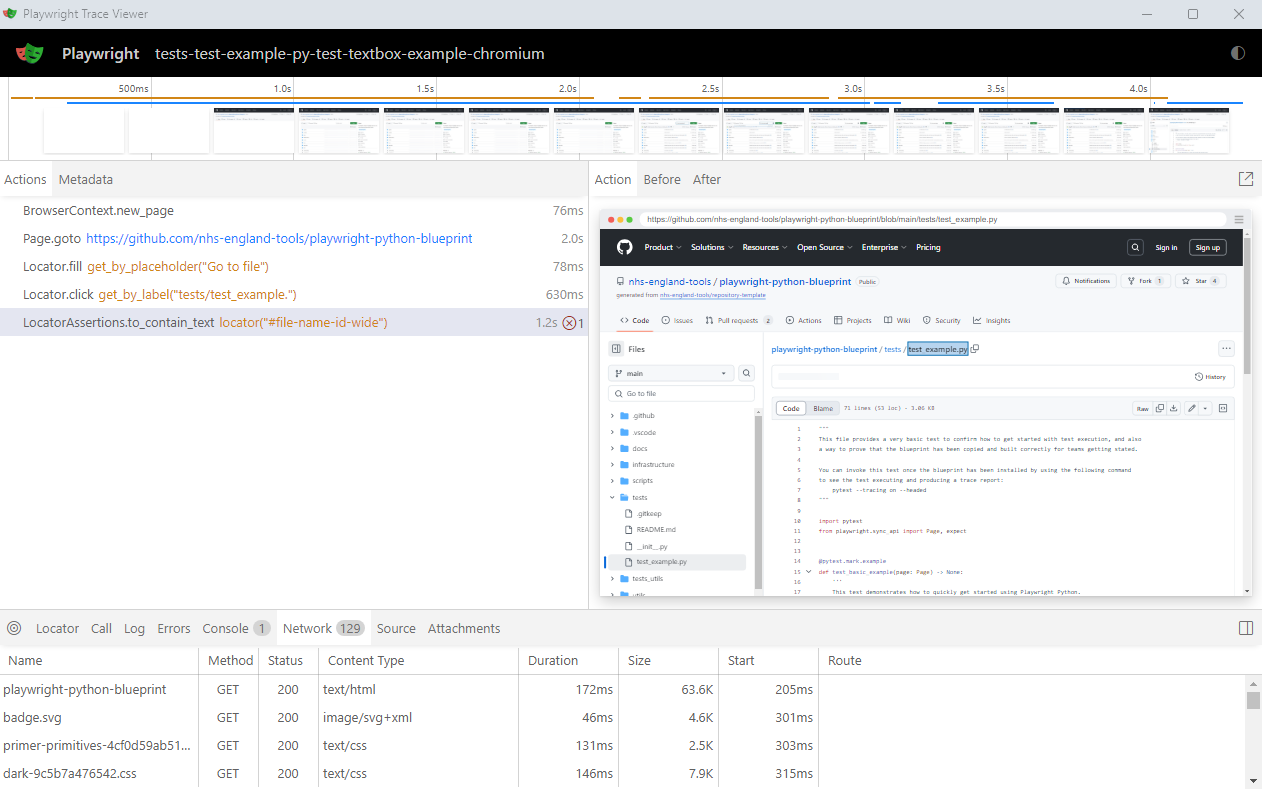 Playwright Trace Viewer
Playwright tests-test-example-py-test-textbox-example-chromium
500ms 1.0s 1.5s 2.0s 2.5s 3.0s 3.5s 4.0s
Actions Metadata
BrowserContext.new_page 76ms
Page.goto https://github.com/nhs-england-tools/playwright-python-blueprint 2.0s
Locator.fill get_by_placeholder("Go to file") 78ms
Locator.click get_by_label("tests/test_example.") 630ms
LocatorAssertions.to_contain_text locator("#file-name-id-wide") 1.2s 1
Action Before After
https://github.com/nhs-england-tools/playwright-python-blueprint/blob/main/tests/test_example.py
Product Solutions Resources Open Source Enterprise Pricing Sign in Sign up
nhs-england-tools / playwright-python-blueprint Public Notifications Fork 1 Star 4
generated from nhs-england-tools/repository-template
Code Issues Pull requests 2 Actions Projects Wiki Security Insights
Files
main
Go to file
.github
.vscode
docs
infrastructure
scripts
tests
.gitkeep
README.md
__init__.py
test_example.py
tests_utils
utils
playwright-python-blueprint / tests / test_example.py
History
Code Blame 71 lines (53 loc) · 3.06 KB Raw
1 """
2 This file provides a very basic test to confirm how to get started with test execution, and also
3 a way to prove that the blueprint has been copied and built correctly for teams getting stated.
4
5 You can invoke this test once the blueprint has been installed by using the following command
6 to see the test executing and producing a trace report:
7 pytest --tracing on --headed
8 """
9
10 import pytest
11 from playwright.sync_api import Page, expect
12
13
14 @pytest.mark.example
15 def test_basic_example(page: Page) -> None:
16 """
17 This test demonstrates how to quickly get started using Playwright Python.
Locator Call Log Errors Console 1 Network 129 Source Attachments
Name Method Status Content Type Duration Size Start Route
playwright-python-blueprint GET 200 text/html 172ms 63.6K 205ms
badge.svg GET 200 image/svg+xml 46ms 4.6K 301ms
primer-primitives-4cf0d59ab51... GET 200 text/css 131ms 2.5K 303ms
dark-9c5b7a476542.css GET 200 text/css 146ms 7.9K 315ms